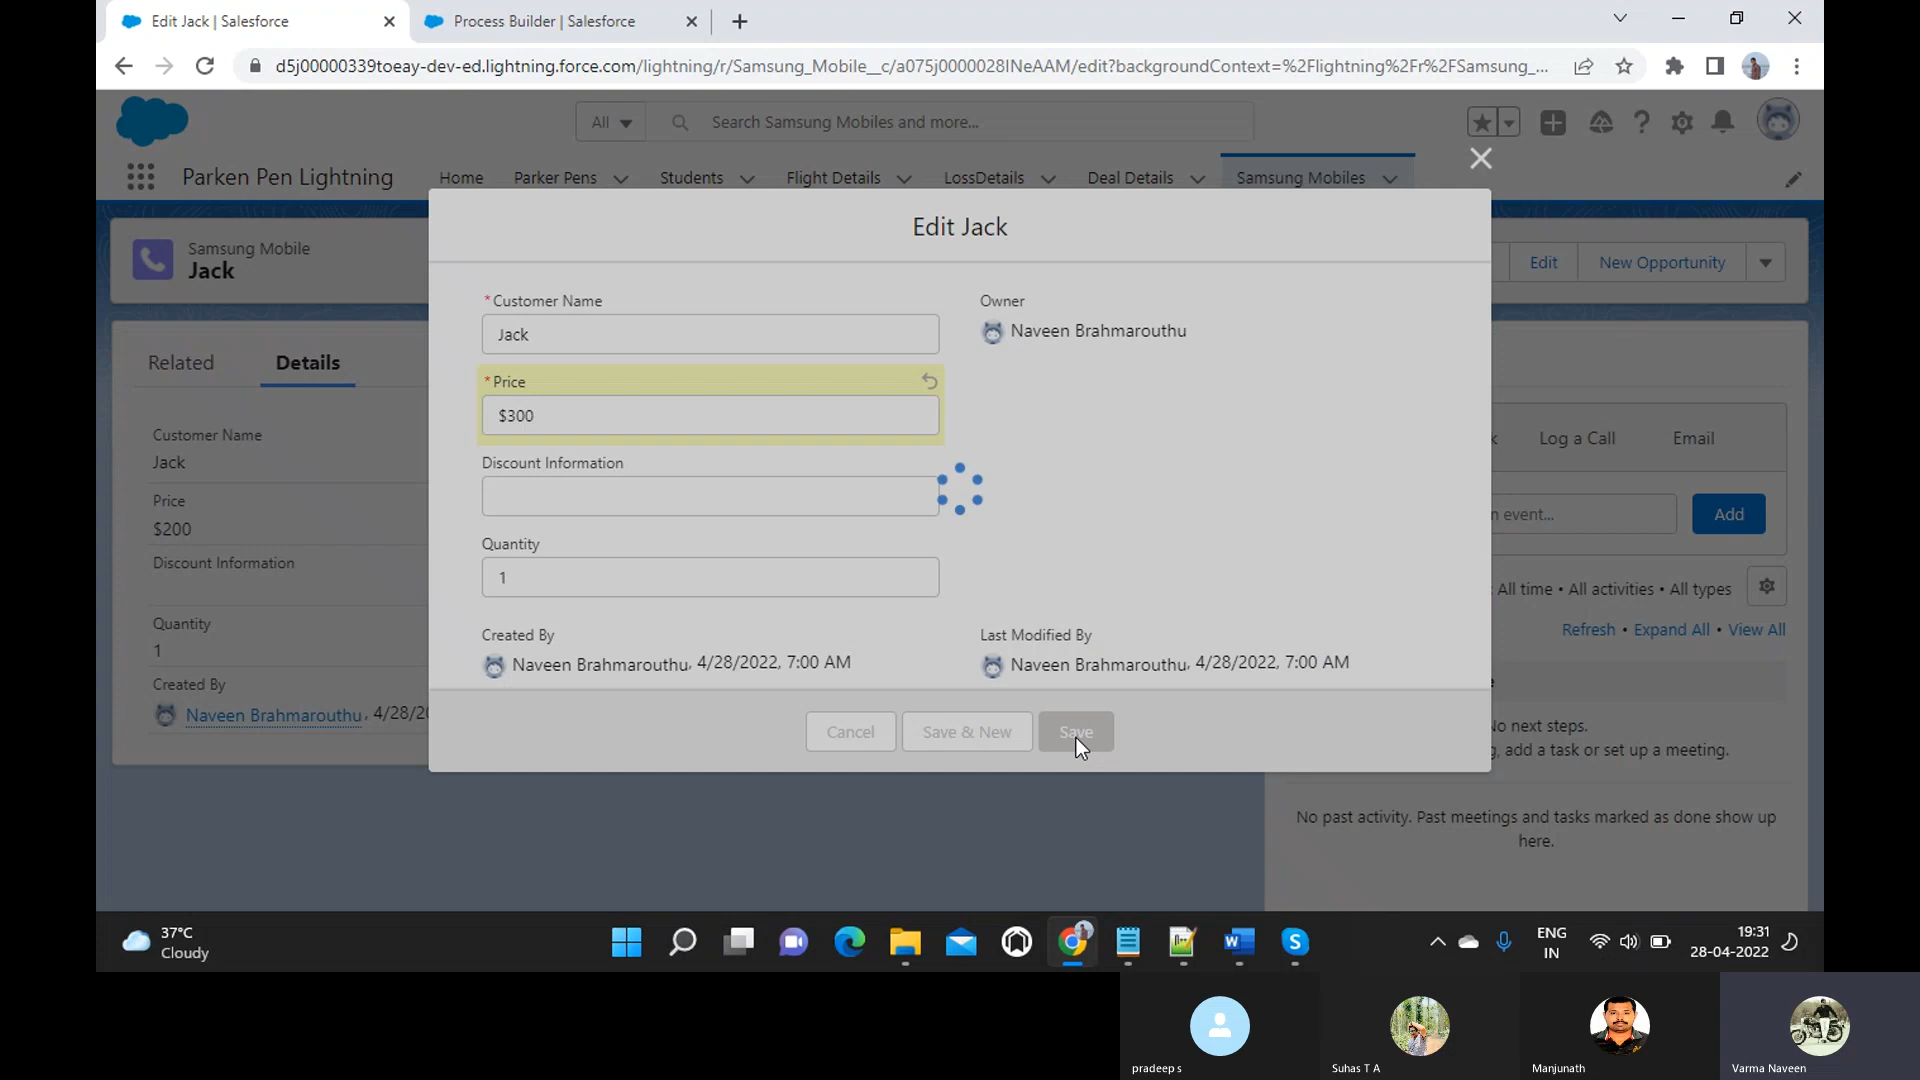 Edit Jack | Salesforce
Process Builder | Salesforce
d5j00000339toeay-dev-ed.lightning.force.com/lightning/r/Samsung_Mobile__c/a075j0000028INeAAM/edit?backgroundContext=%2Flightning%2Fr%2FSamsung_...
All
Search Samsung Mobiles and more...
Parken Pen Lightning
Home
Parker Pens
Students
Flight Details
LossDetails
Deal Details
Samsung Mobiles
Samsung Mobile
Jack
Edit
New Opportunity
Related
Details
Customer Name
Jack
Price
$200
Discount Information
Quantity
1
Created By
Naveen Brahmarouthu, 4/28/20
Edit Jack
*Customer Name
Jack
Owner
Naveen Brahmarouthu
*Price
$300
Discount Information
Quantity
1
Created By
Naveen Brahmarouthu, 4/28/2022, 7:00 AM
Last Modified By
Naveen Brahmarouthu, 4/28/2022, 7:00 AM
Cancel
Save & New
Save
Log a Call
Email
n event...
Add
All time • All activities • All types
Refresh • Expand All • View All
No next steps.
, add a task or set up a meeting.
No past activity. Past meetings and tasks marked as done show up
here.
37°C
Cloudy
ENG
IN
19:31
28-04-2022
pradeep s
Suhas T A
Manjunath
Varma Naveen